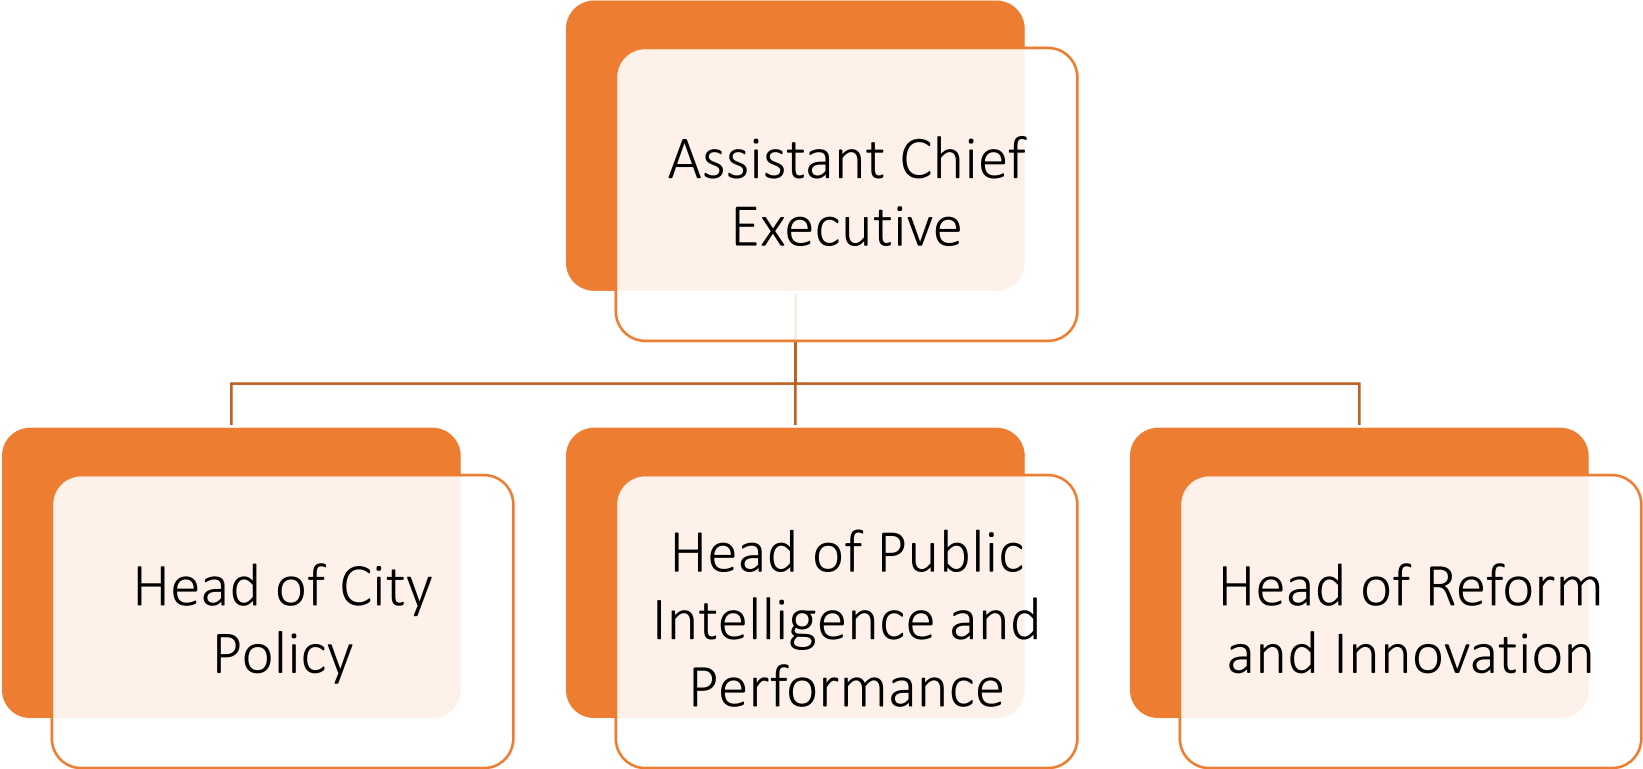 Assistant Chief
Executive
Head of City
Policy
Head of Public
Intelligence and
Performance
Head of Reform
and Innovation